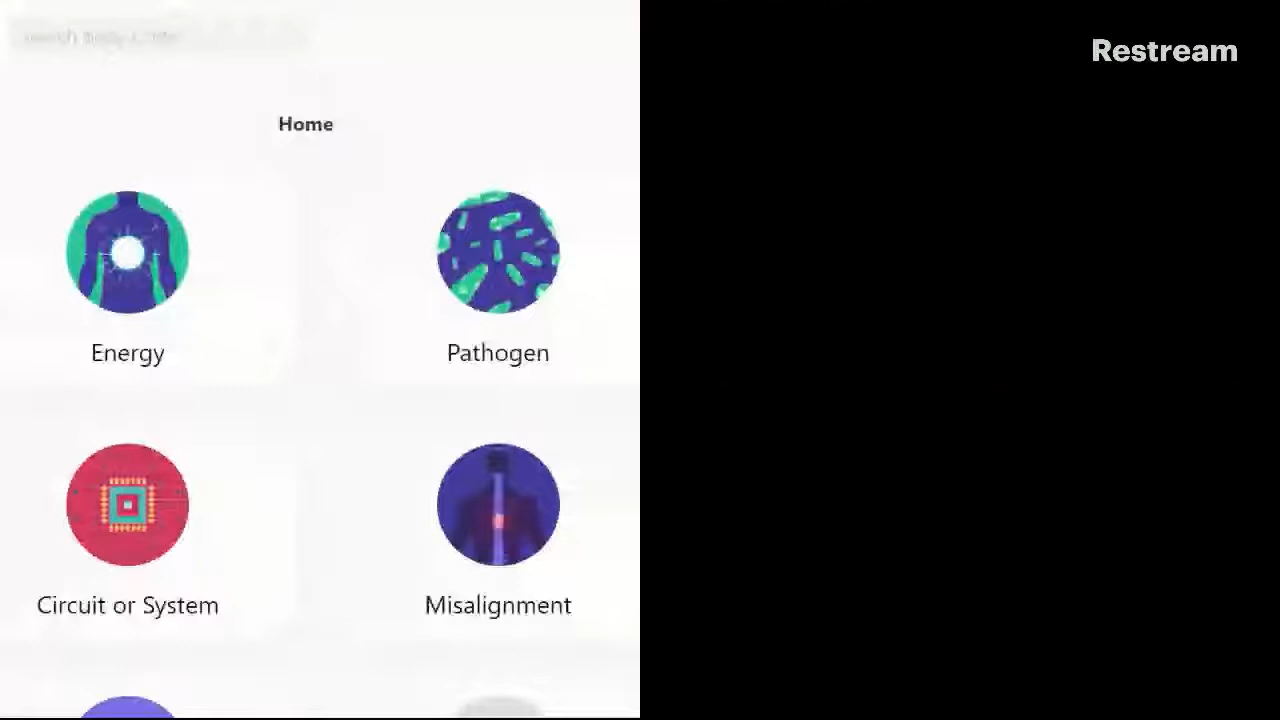 Restream
Home
Energy
Pathogen
Circuit or System
Misalignment